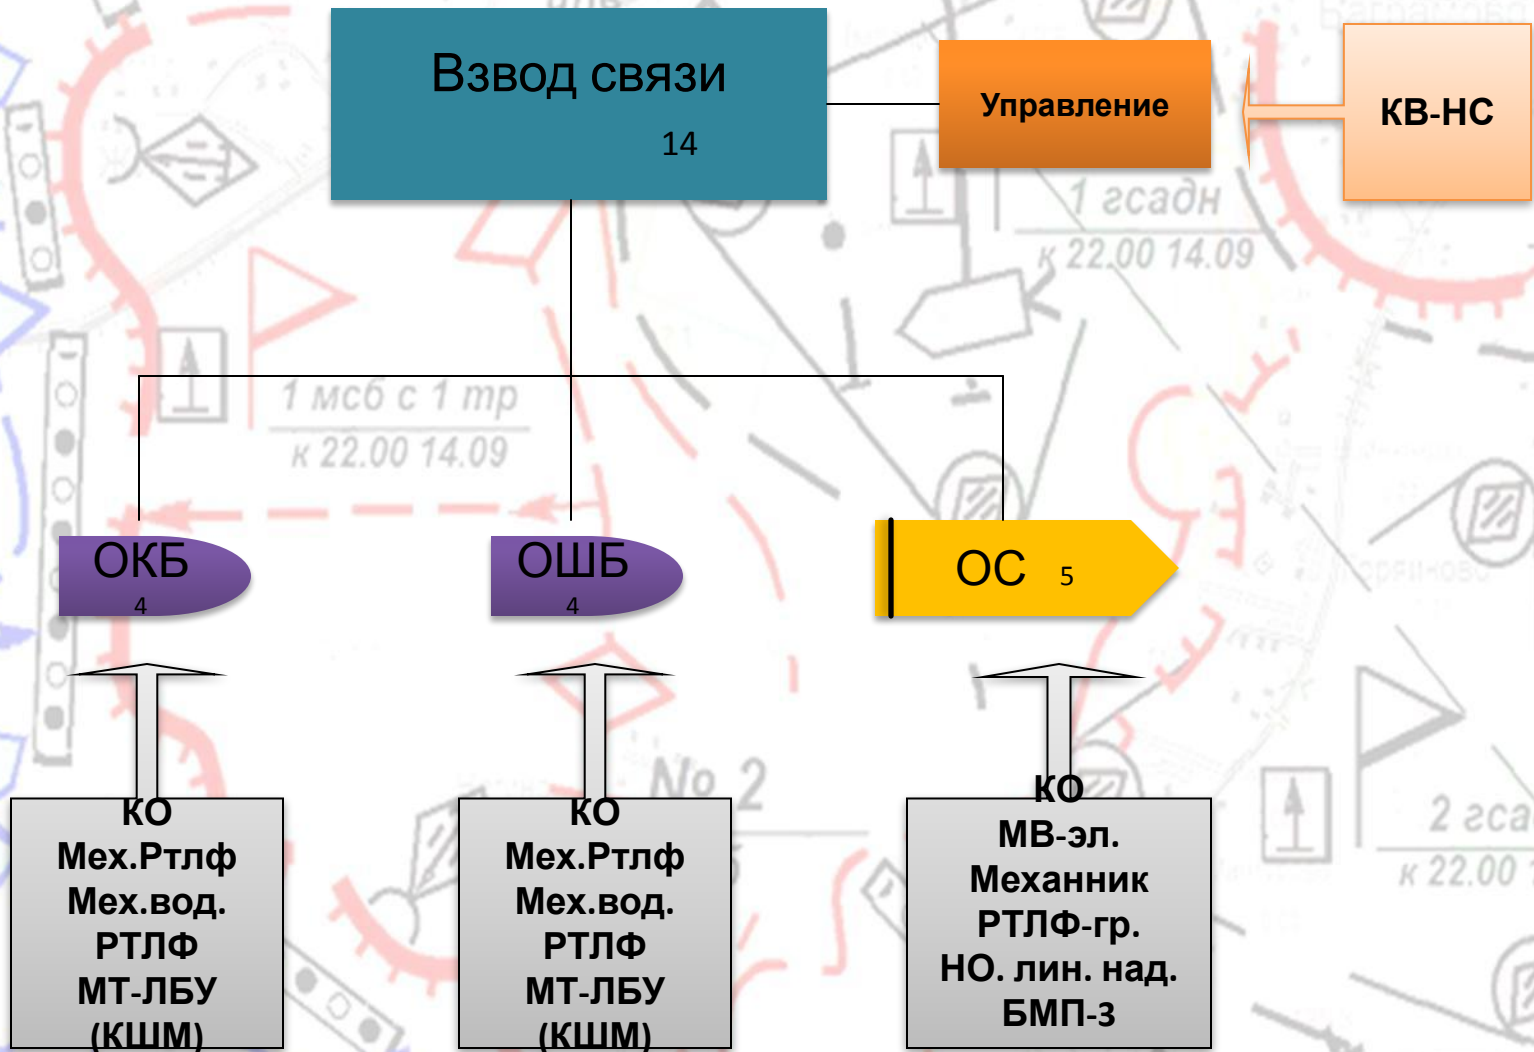 Взвод связи
14
Управление
КВ-НС
1 гсадн
к 22.00 14.09
1 мсб с 1 тр
к 22.00 14.09
ОКБ
4
ОШБ
4
ОС 5
No 2
2 гса
к 22.00
КО
Мех.Ртлф
Мех.вод.
РТЛФ
МТ-ЛБУ
(КШМ)
КО
Мех.Ртлф
Мех.вод.
РТЛФ
МТ-ЛБУ
(КШМ)
КО
МВ-эл.
Механник
РТЛФ-гр.
НО. лин. над.
БМП-3